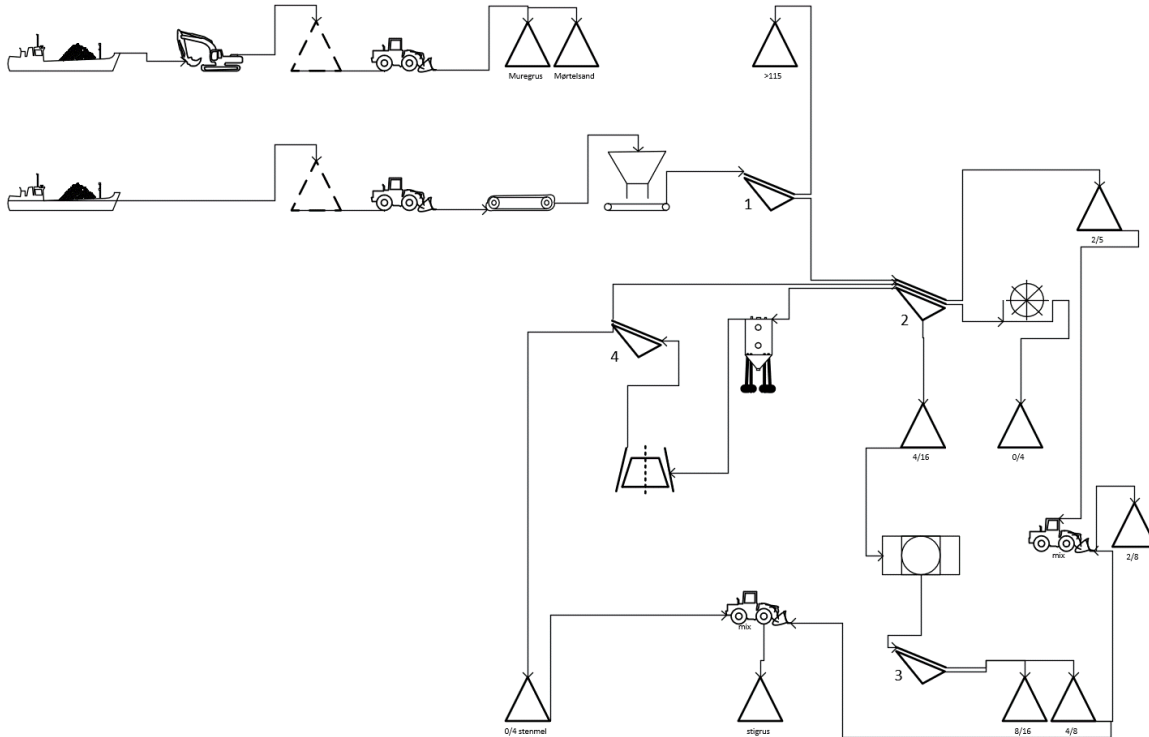 Muregrus
Mørtelsand
>115
1
2/5
2
4
4/16
0/4
mix
2/8
mix
3
0/4 stenmel
stigrus
8/16
4/8